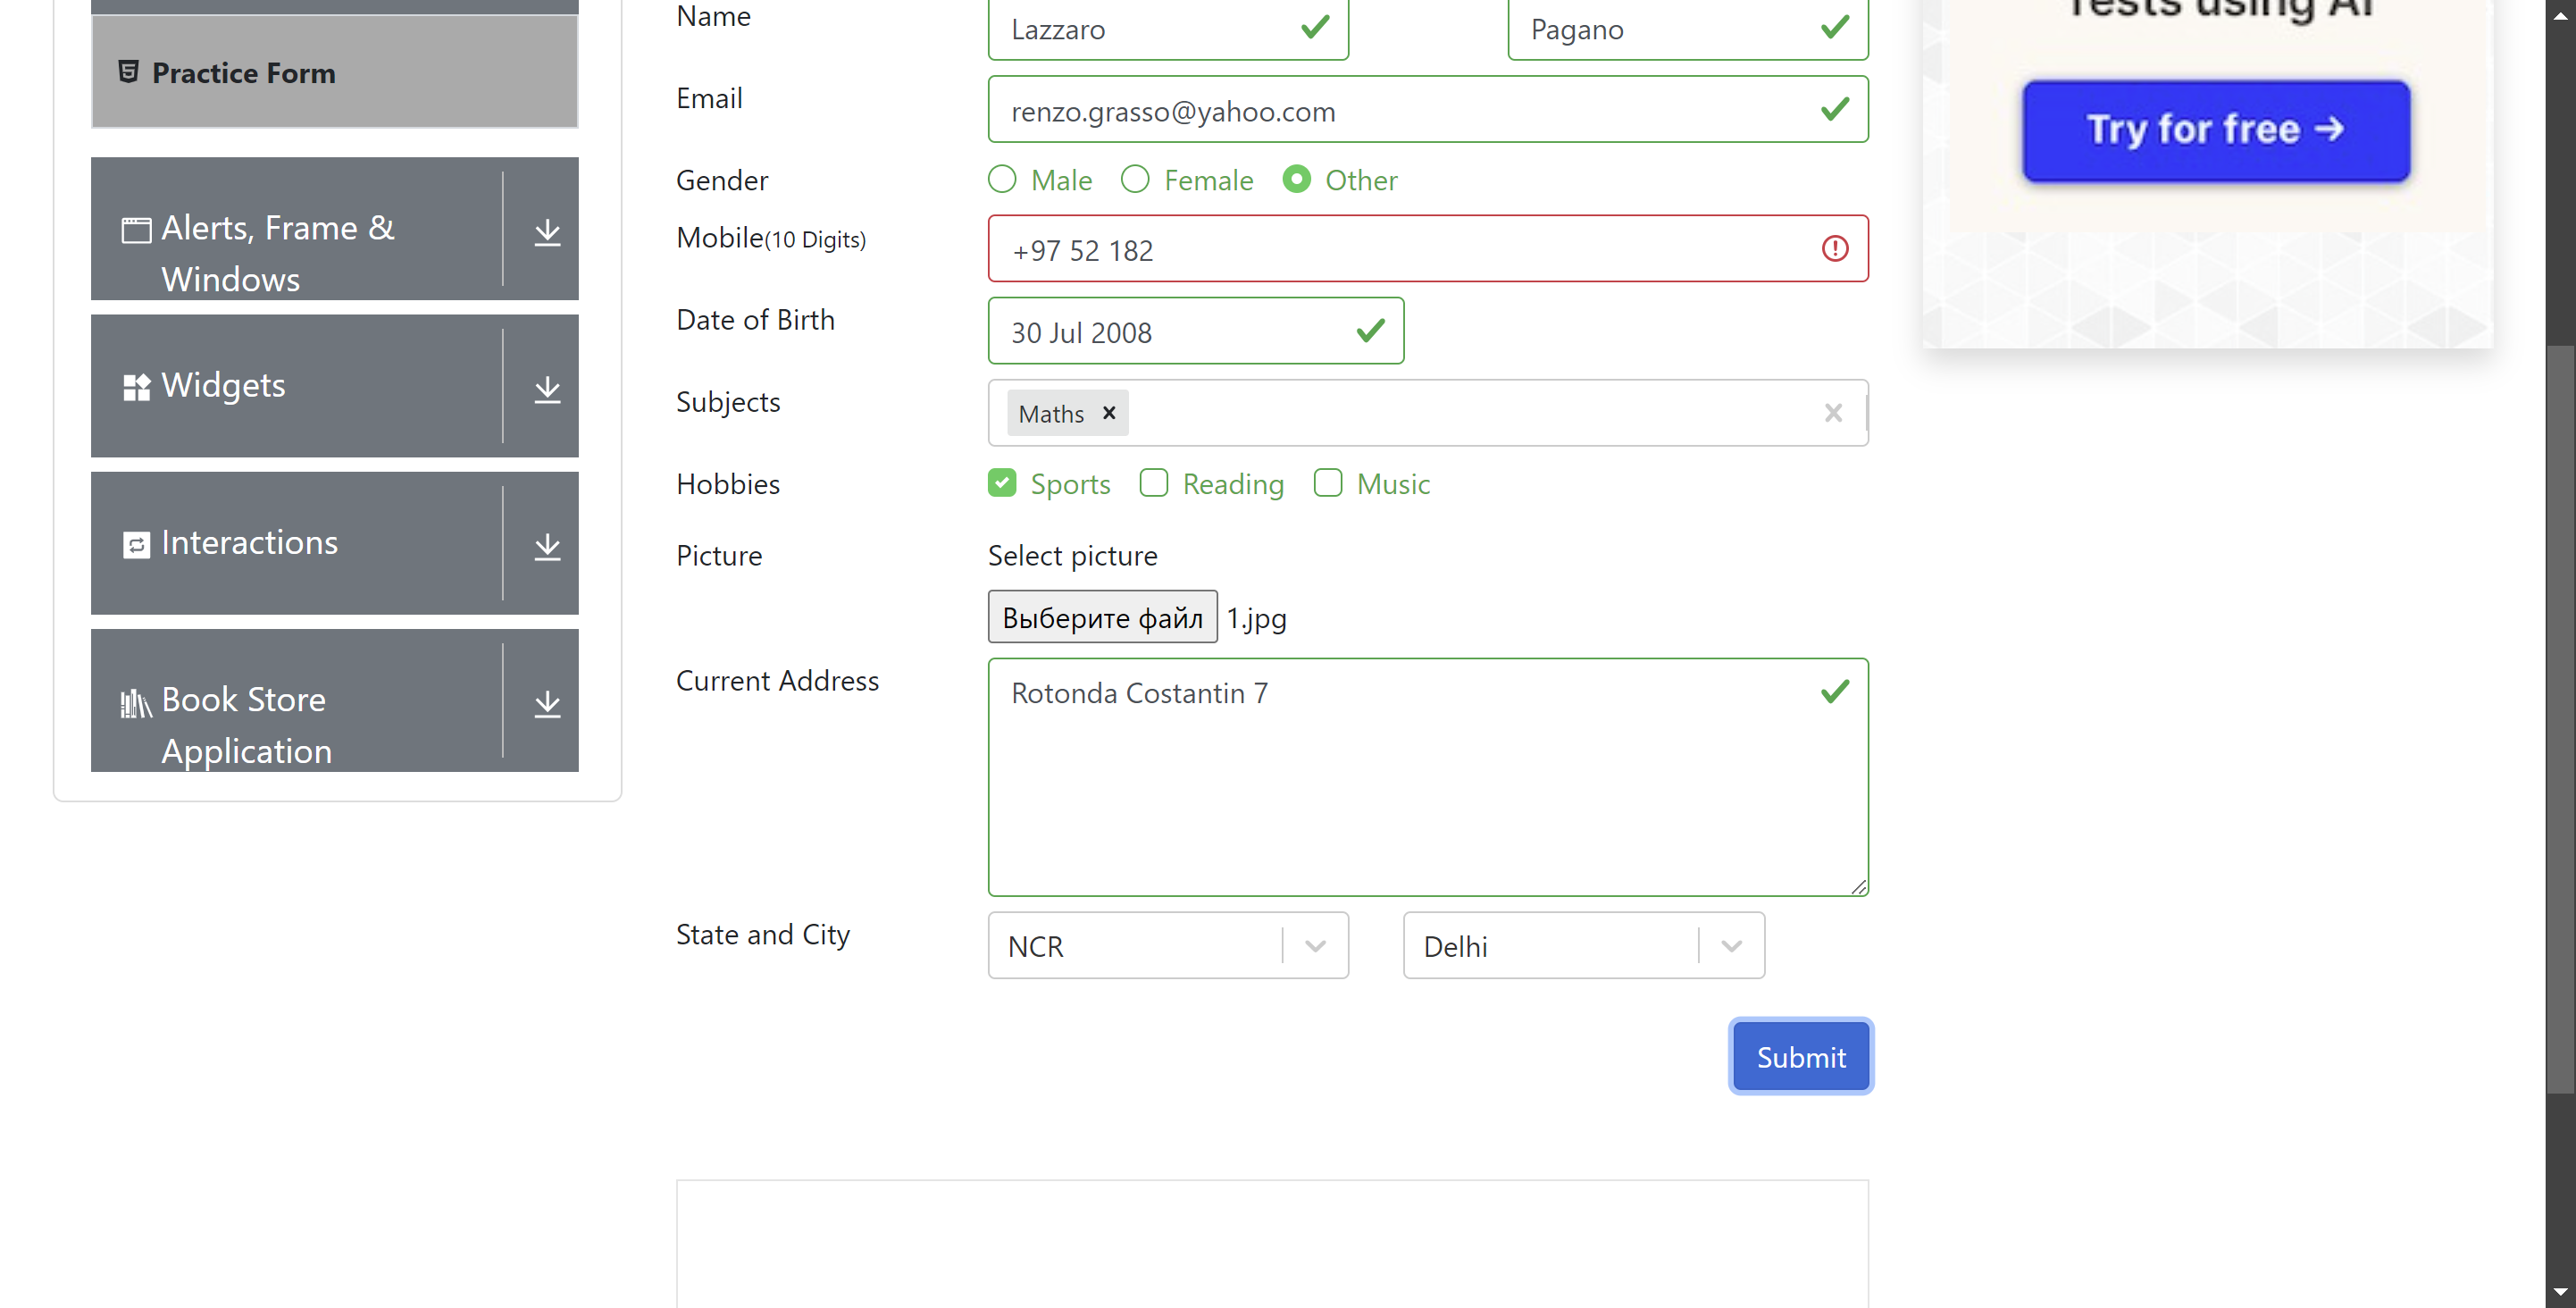 Practice Form
Alerts, Frame &
Windows
Widgets
Interactions
Book Store
Application
Name
Lazzaro
Pagano
Email
renzo.grasso@yahoo.com
Gender
Male
Female
Other
Mobile(10 Digits)
+97 52 182
Date of Birth
30 Jul 2008
Subjects
Maths
Hobbies
Sports
Reading
Music
Picture
Select picture
Выберите файл 1.jpg
Current Address
Rotonda Costantin 7
State and City
NCR
Delhi
Submit
Tests using AI
Try for free →